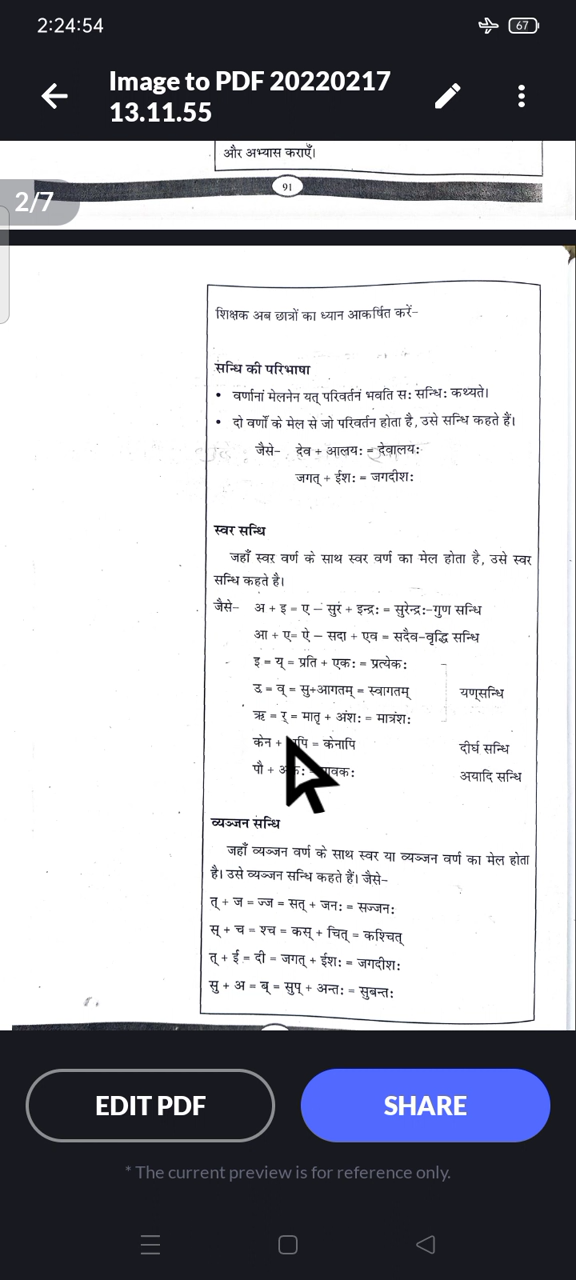 2:24:54
67
Image to PDF 20220217
13.11.55
और अभ्यास कराएँ।
91
2/7
शिक्षक अब छात्रों का ध्यान आकर्षित करें-
सन्धि की परिभाषा
• वर्णानां मेलनेन यत् परिवर्तनं भवति सः सन्धिः कथ्यते।
• दो वर्णों के मेल से जो परिवर्तन होता है, उसे सन्धि कहते हैं।
जैसे- देव + आलयः = देवालयः
जगत् + ईशः = जगदीशः
स्वर सन्धि
जहाँ स्वर वर्ण के साथ स्वर वर्ण का मेल होता है, उसे स्वर
सन्धि कहते है।
जैसे- अ + इ = ए – सुरं + इन्द्रः = सुरेन्द्रः-गुण सन्धि
आ + ए= ऐ – सदा + एव = सदैव-वृद्धि सन्धि
इ = य् = प्रति + एकः = प्रत्येकः
उ = व् = सु+आगतम् = स्वागतम् यण्सन्धि
ऋ = र् = मातृ + अंशः = मात्रंशः
केन + = केनापि दीर्घ सन्धि
पौ + अयादि सन्धि
व्यञ्जन सन्धि
जहाँ व्यञ्जन वर्ण के साथ स्वर या व्यञ्जन वर्ण का मेल होता
है। उसे व्यञ्जन सन्धि कहते हैं। जैसे-
त् + ज = ज्ज = सत् + जनः = सज्जनः
स् + च = श्च = कस् + चित् = कश्चित्
त् + ई = दी = जगत् + ईशः = जगदीशः
सु + अ = ब् = सुप् + अन्तः = सुबन्तः
EDIT PDF
SHARE
* The current preview is for reference only.